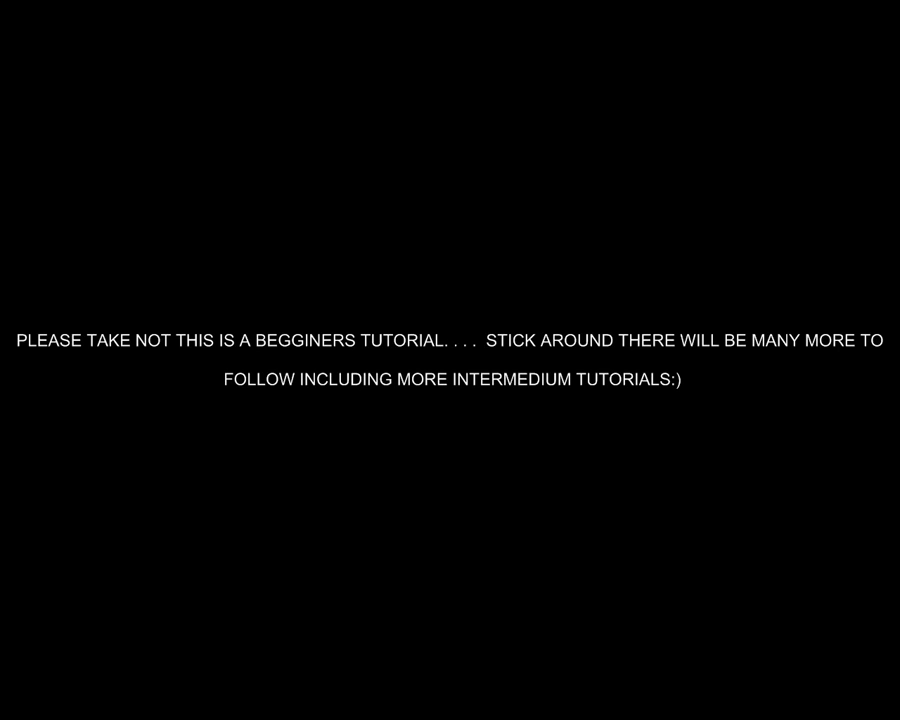 PLEASE TAKE NOT THIS IS A BEGGINERS TUTORIAL. . . .  STICK AROUND THERE WILL BE MANY MORE TO
FOLLOW INCLUDING MORE INTERMEDIUM TUTORIALS:)